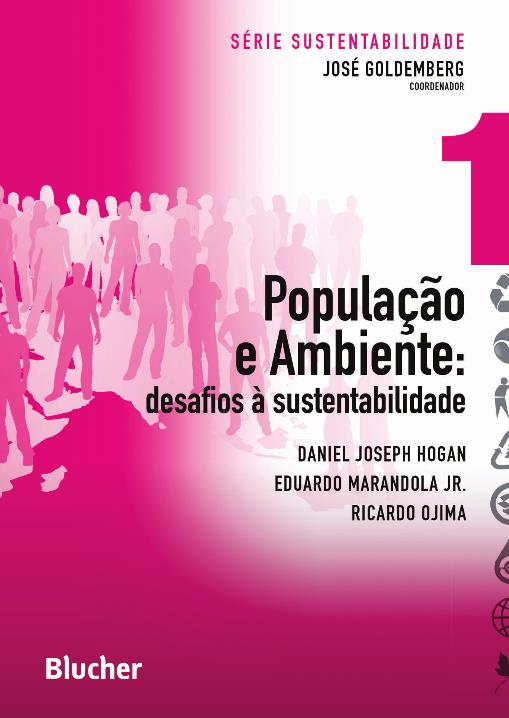 SÉRIE SUSTENTABILIDADE
JOSÉ GOLDEMBERG
COORDENADOR
1
População
e Ambiente:
desafios à sustentabilidade
DANIEL JOSEPH HOGAN
EDUARDO MARANDOLA JR.
RICARDO OJIMA
Blucher